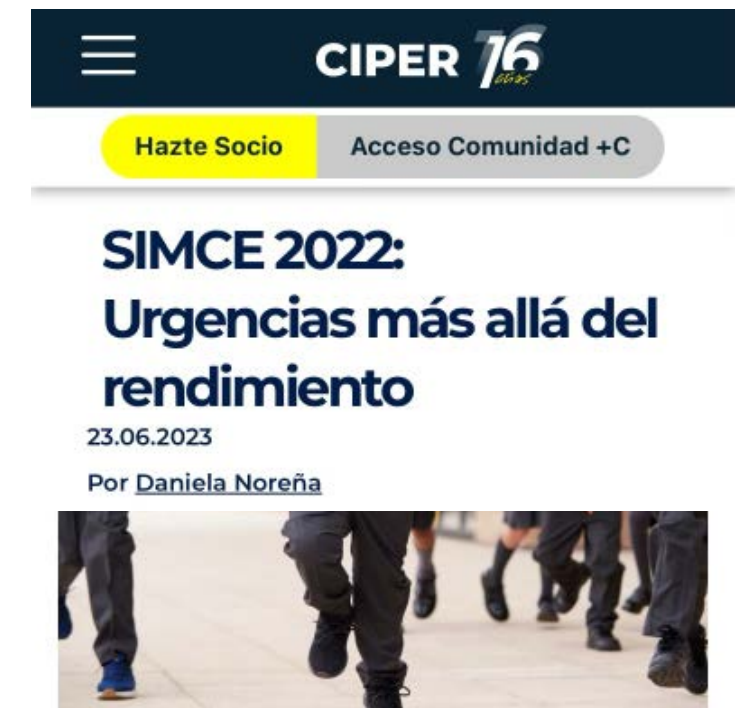 CIPER 16
años
Hazte Socio
Acceso Comunidad +C
SIMCE 2022:
Urgencias más allá del
rendimiento
23.06.2023
Por Daniela Noreña